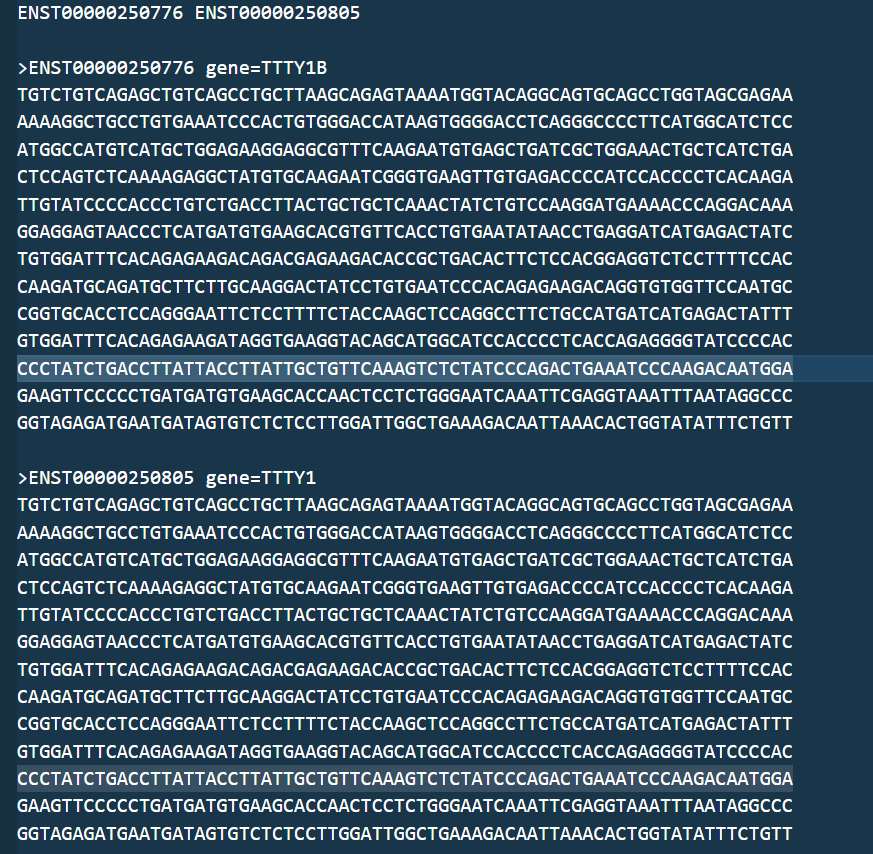 ENST00000250776 ENST00000250805
>ENST00000250776 gene=TTTY1B
TGTCTGTCAGAGCTGTCAGCCTGCTTAAGCAGAGTAAAATGGTACAGGCAGTGCAGCCTGGTAGCGAGAA
AAAAGGCTGCCTGTGAAATCCCACTGTGGGACCATAAGTGGGGACCTCAGGGCCCCTTCATGGCATCTCC
ATGGCCATGTCATGCTGGAGAAGGAGGCGTTTCAAGAATGTGAGCTGATCGCTGGAAACTGCTCATCTGA
CTCCAGTCTCAAAAGAGGCTATGTGCAAGAATCGGGTGAAGTTGTGAGACCCCATCCACCCCTCACAAGA
TTGTATCCCCACCCTGTCTGACCTTACTGCTGCTCAAACTATCTGTCCAAGGATGAAAACCCAGGACAAA
GGAGGAGTAACCCTCATGATGTGAAGCACGTGTTCACCTGTGAATATAACCTGAGGATCATGAGACTATC
TGTGGATTTCACAGAGAAGACAGACGAGAAGACACCGCTGACACTTCTCCACGGAGGTCTCCTTTTCCAC
CAAGATGCAGATGCTTCTTGCAAGGACTATCCTGTGAATCCCACAGAGAAGACAGGTGTGGTTCCAATGC
CGGTGCACCTCCAGGGAATTCTCCTTTTCTACCAAGCTCCAGGCCTTCTGCCATGATCATGAGACTATTT
GTGGATTTCACAGAGAAGATAGGTGAAGGTACAGCATGGCATCCACCCCTCACCAGAGGGGTATCCCCAC
CCCTATCTGACCTTATTACCTTATTGCTGTTCAAAGTCTCTATCCCAGACTGAAATCCCAAGACAATGGA
GAAGTTCCCCCTGATGATGTGAAGCACCAACTCCTCTGGGAATCAAATTCGAGGTAAATTTAATAGGCCC
GGTAGAGATGAATGATAGTGTCTCTCCTTGGATTGGCTGAAAGACAATTAAACACTGGTATATTTCTGTT
>ENST00000250805 gene=TTTY1
TGTCTGTCAGAGCTGTCAGCCTGCTTAAGCAGAGTAAAATGGTACAGGCAGTGCAGCCTGGTAGCGAGAA
AAAAGGCTGCCTGTGAAATCCCACTGTGGGACCATAAGTGGGGACCTCAGGGCCCCTTCATGGCATCTCC
ATGGCCATGTCATGCTGGAGAAGGAGGCGTTTCAAGAATGTGAGCTGATCGCTGGAAACTGCTCATCTGA
CTCCAGTCTCAAAAGAGGCTATGTGCAAGAATCGGGTGAAGTTGTGAGACCCCATCCACCCCTCACAAGA
TTGTATCCCCACCCTGTCTGACCTTACTGCTGCTCAAACTATCTGTCCAAGGATGAAAACCCAGGACAAA
GGAGGAGTAACCCTCATGATGTGAAGCACGTGTTCACCTGTGAATATAACCTGAGGATCATGAGACTATC
TGTGGATTTCACAGAGAAGACAGACGAGAAGACACCGCTGACACTTCTCCACGGAGGTCTCCTTTTCCAC
CAAGATGCAGATGCTTCTTGCAAGGACTATCCTGTGAATCCCACAGAGAAGACAGGTGTGGTTCCAATGC
CGGTGCACCTCCAGGGAATTCTCCTTTTCTACCAAGCTCCAGGCCTTCTGCCATGATCATGAGACTATTT
GTGGATTTCACAGAGAAGATAGGTGAAGGTACAGCATGGCATCCACCCCTCACCAGAGGGGTATCCCCAC
CCCTATCTGACCTTATTACCTTATTGCTGTTCAAAGTCTCTATCCCAGACTGAAATCCCAAGACAATGGA
GAAGTTCCCCCTGATGATGTGAAGCACCAACTCCTCTGGGAATCAAATTCGAGGTAAATTTAATAGGCCC
GGTAGAGATGAATGATAGTGTCTCTCCTTGGATTGGCTGAAAGACAATTAAACACTGGTATATTTCTGTT